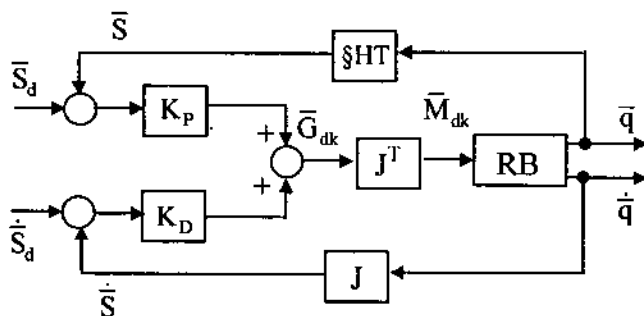 S̄
§HT
S̄d
KP
+
Ḡdk
M̄dk
q̄
JT
RB
+
KD
q̄̇
S̄̇d
J
S̄̇